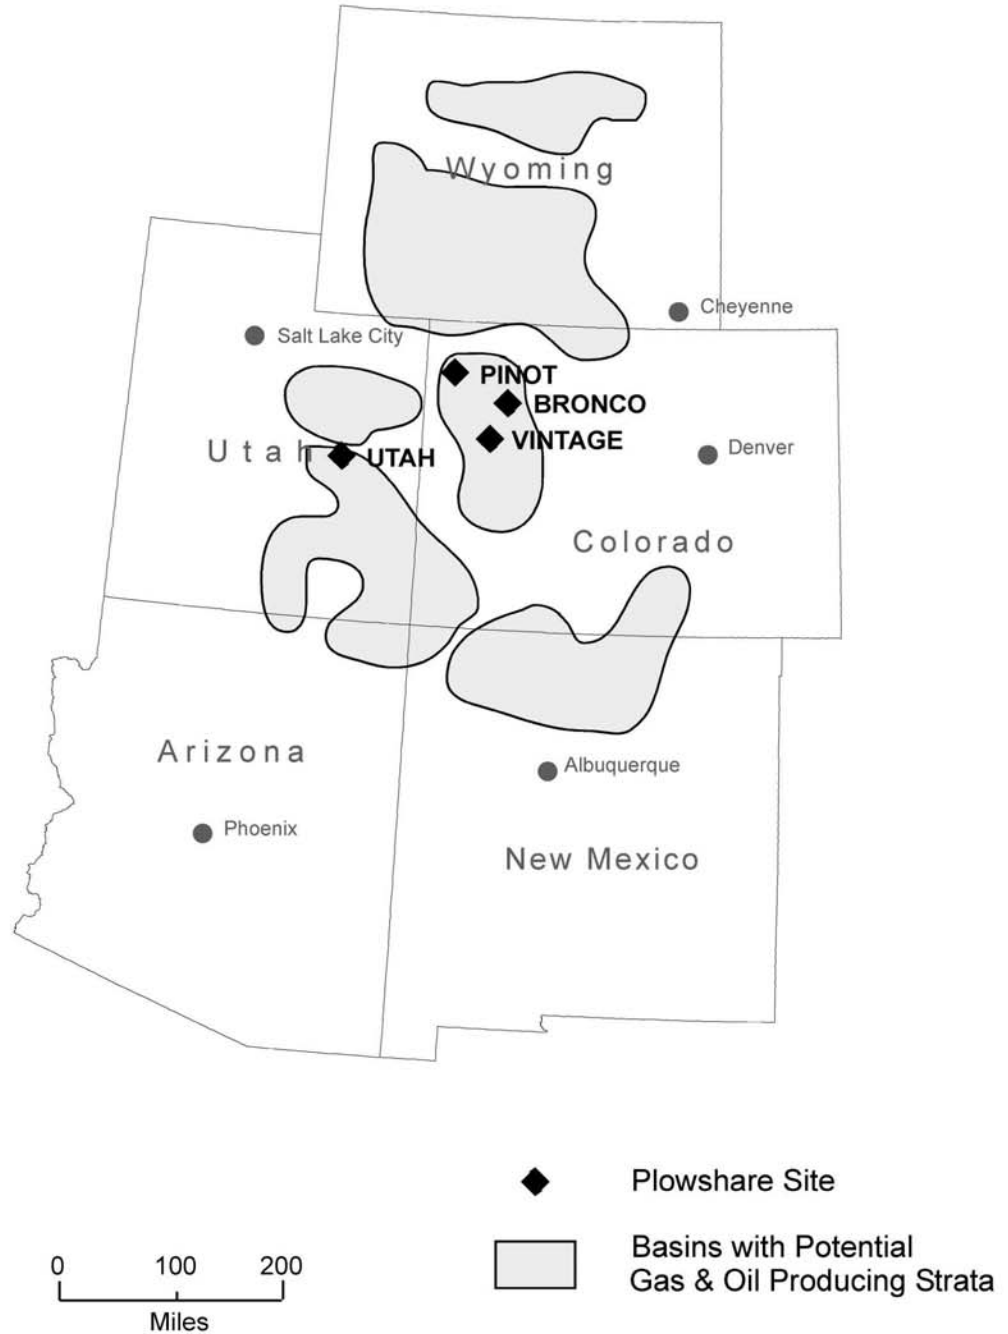 Wyoming
Cheyenne
Salt Lake City
PINOT
BRONCO
VINTAGE
Denver
Utah
UTAH
Colorado
Arizona
Albuquerque
Phoenix
New Mexico
Plowshare Site
Basins with Potential
Gas & Oil Producing Strata
0 100 200
Miles